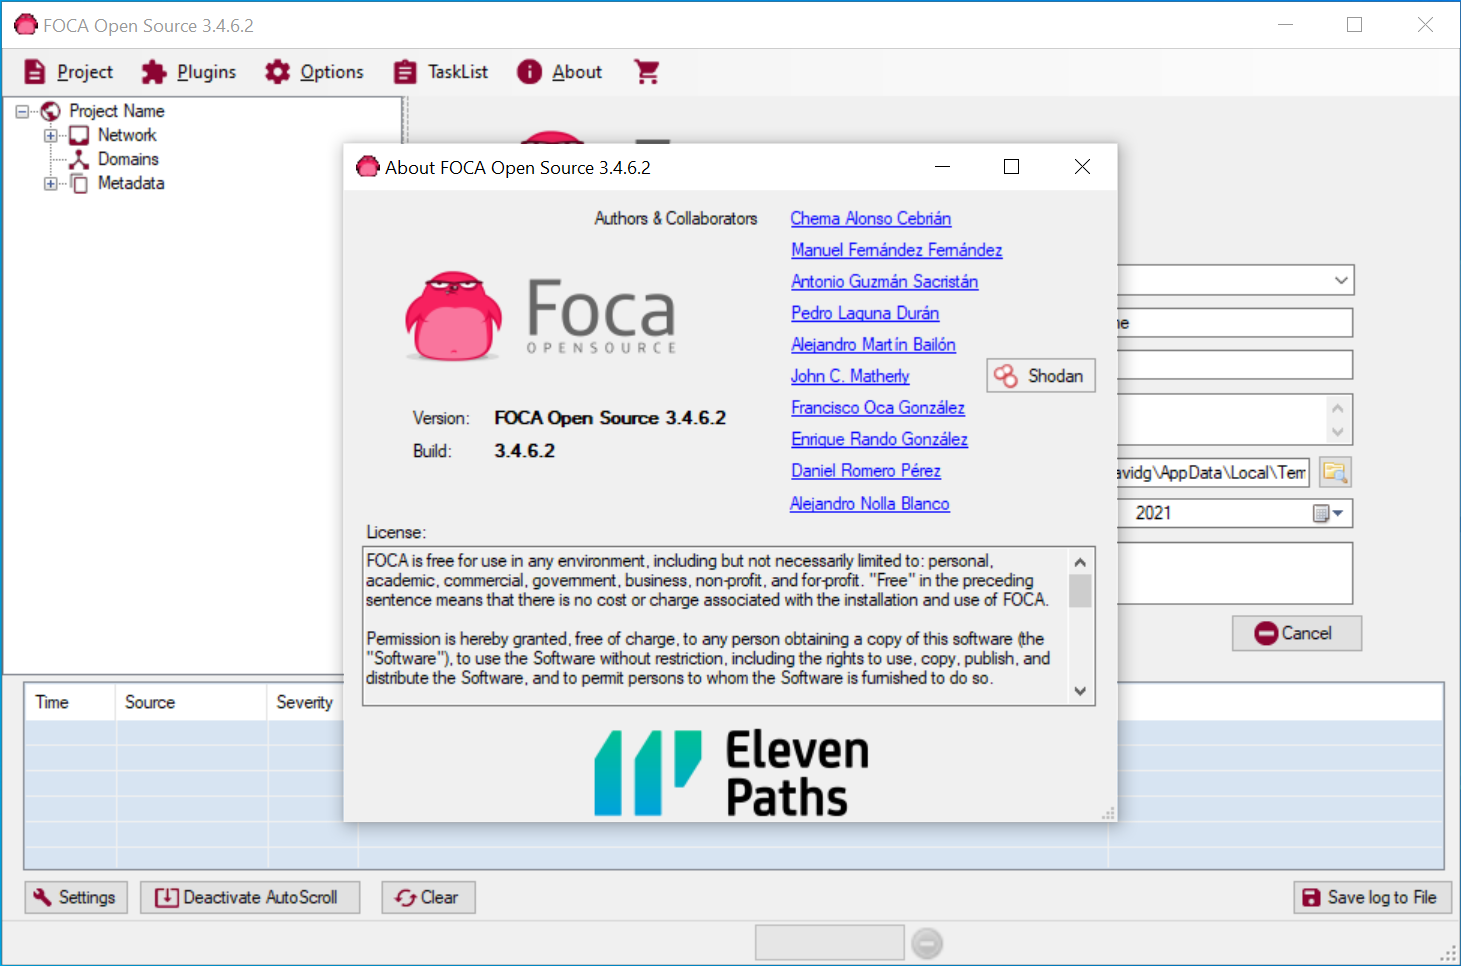 FOCA Open Source 3.4.6.2
Project Plugins Options TaskList About
Project Name
Network
Domains
Metadata
About FOCA Open Source 3.4.6.2
Authors & Collaborators
Chema Alonso Cebrián
Manuel Fernández Fernández
Antonio Guzmán Sacristán
Pedro Laguna Durán
Alejandro Martín Bailón
John C. Matherly
Shodan
Francisco Oca González
Enrique Rando González
Daniel Romero Pérez
Alejandro Nolla Blanco
Foca
OPENSOURCE
Version: FOCA Open Source 3.4.6.2
Build: 3.4.6.2
License:
FOCA is free for use in any environment, including but not necessarily limited to: personal,
academic, commercial, government, business, non-profit, and for-profit. "Free" in the preceding
sentence means that there is no cost or charge associated with the installation and use of FOCA.
Permission is hereby granted, free of charge, to any person obtaining a copy of this software (the
"Software"), to use the Software without restriction, including the rights to use, copy, publish, and
distribute the Software, and to permit persons to whom the Software is furnished to do so.
Eleven
Paths
avidg\AppData\Local\Tem
2021
Cancel
Time Source Severity
Settings Deactivate AutoScroll Clear Save log to File